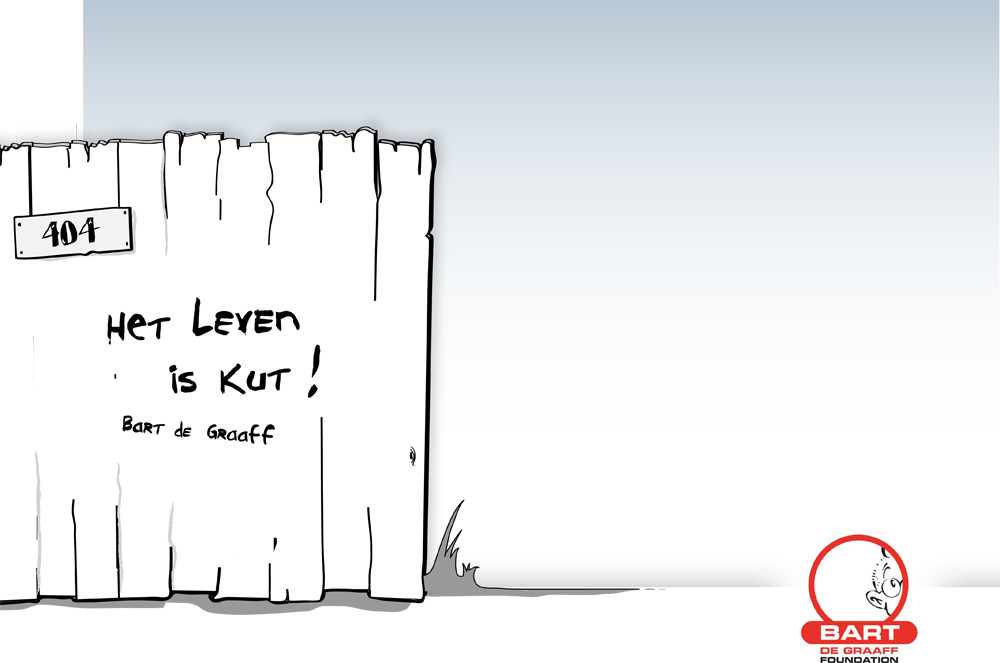 404
HET LEVEN
is KUT !
BART de GRAAff
BART
DE GRAAFF
FOUNDATION